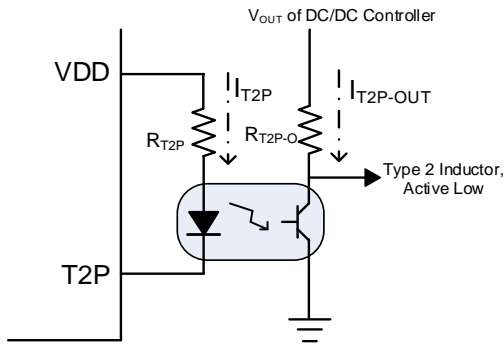 VOUT of DC/DC Controller
VDD
IT2P
IT2P-OUT
RT2P
RT2P-O
Type 2 Inductor,
Active Low
T2P